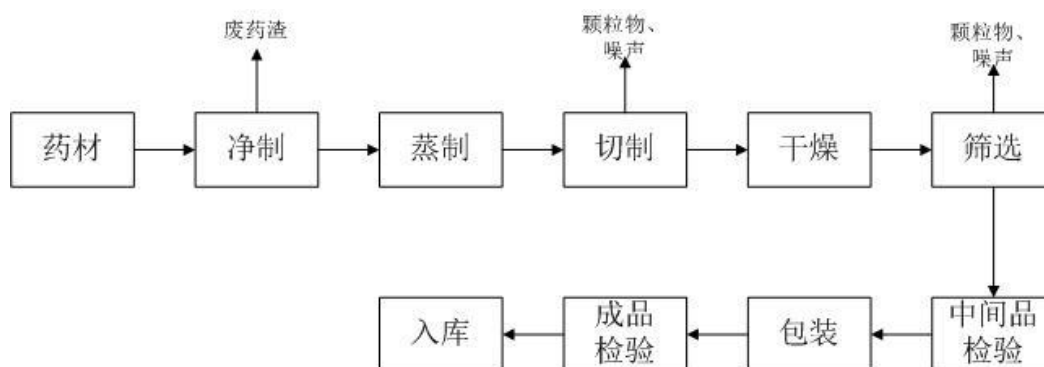 废药渣
颗粒物、
噪声
颗粒物、
噪声
药材
净制
蒸制
切制
干燥
筛选
入库
成品
检验
包装
中间品
检验